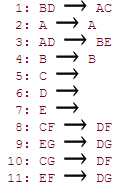 1: BD → AC
2: A → A
3: AD → BE
4: B → B
5: C →
6: D →
7: E →
8: CF → DF
9: EG → DG
10: CG → DF
11: EF → DG